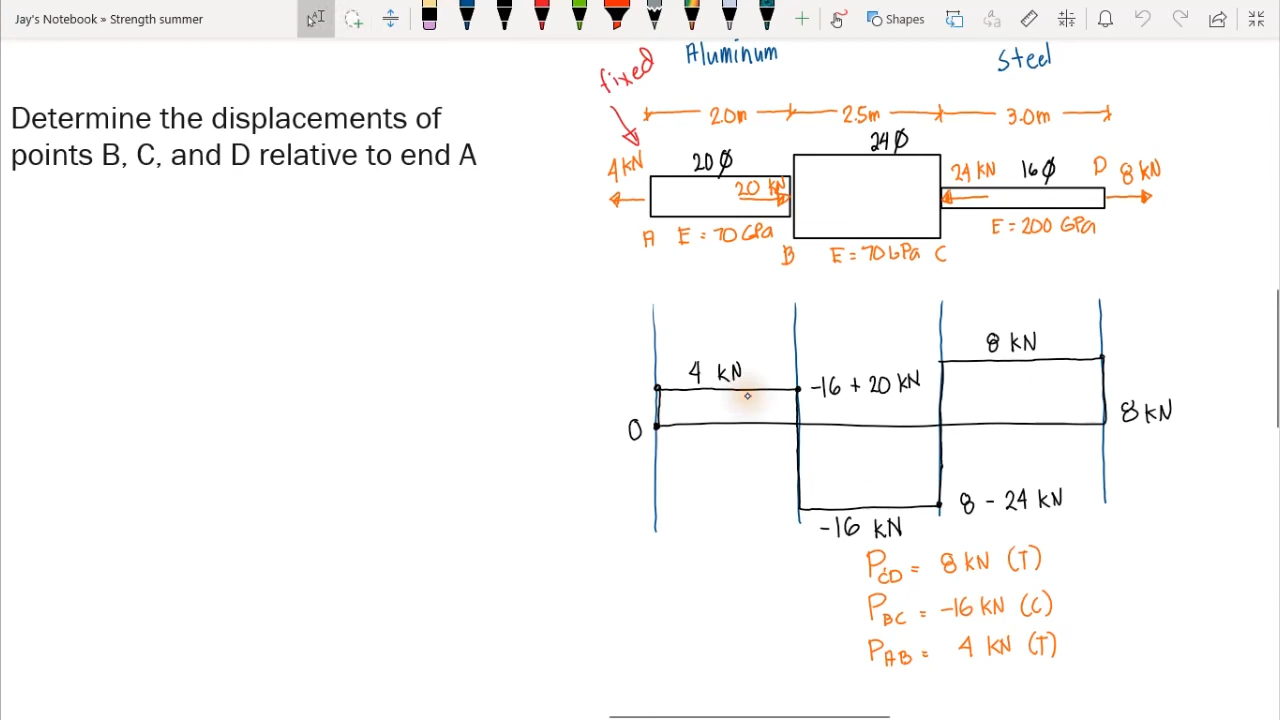 Jay's Notebook » Strength summer
Shapes
Aluminum
Steel
fixed
Determine the displacements of
points B, C, and D relative to end A
2.0m 2.5m 3.0m
24Ø
4 kN 20Ø 24 kN 16Ø D 8 kN
20 kN
A E = 70 GPa E = 200 GPa
B E = 70 GPa C
8 kN
4 kN -16 + 20 kN
0 8 kN
8 - 24 kN
-16 kN
PCD = 8 kN (T)
PBC = -16 kN (C)
PAB = 4 kN (T)